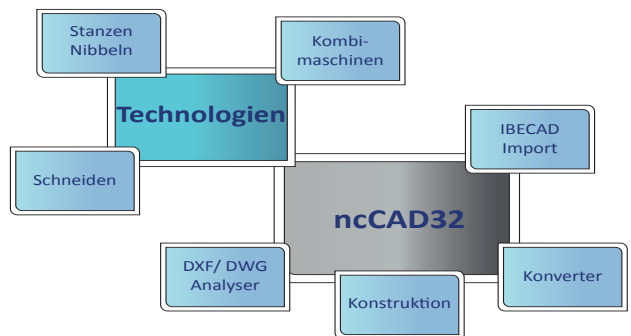 Stanzen
Nibbeln
Kombi-
maschinen
Technologien
IBECAD
Import
Schneiden
ncCAD32
DXF/ DWG
Analyser
Konverter
Konstruktion